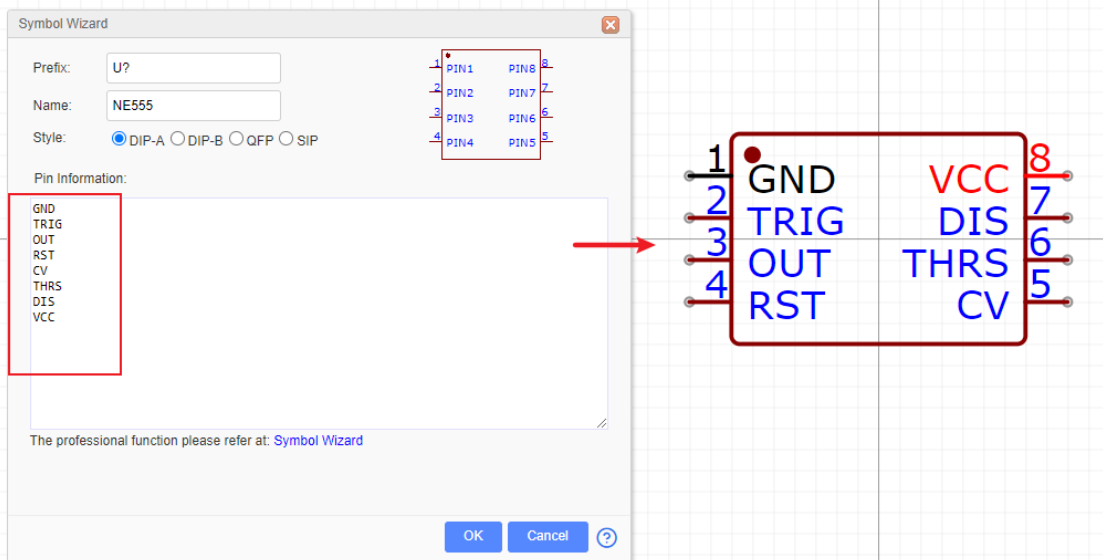 Symbol Wizard
Prefix: U?
Name: NE555
Style: DIP-A DIP-B QFP SIP
1 PIN1 PIN8 8
2 PIN2 PIN7 7
3 PIN3 PIN6 6
4 PIN4 PIN5 5
Pin Information:
GND
TRIG
OUT
RST
CV
THRS
DIS
VCC
The professional function please refer at: Symbol Wizard
OK Cancel ?
1 GND VCC 8
2 TRIG DIS 7
3 OUT THRS 6
4 RST CV 5